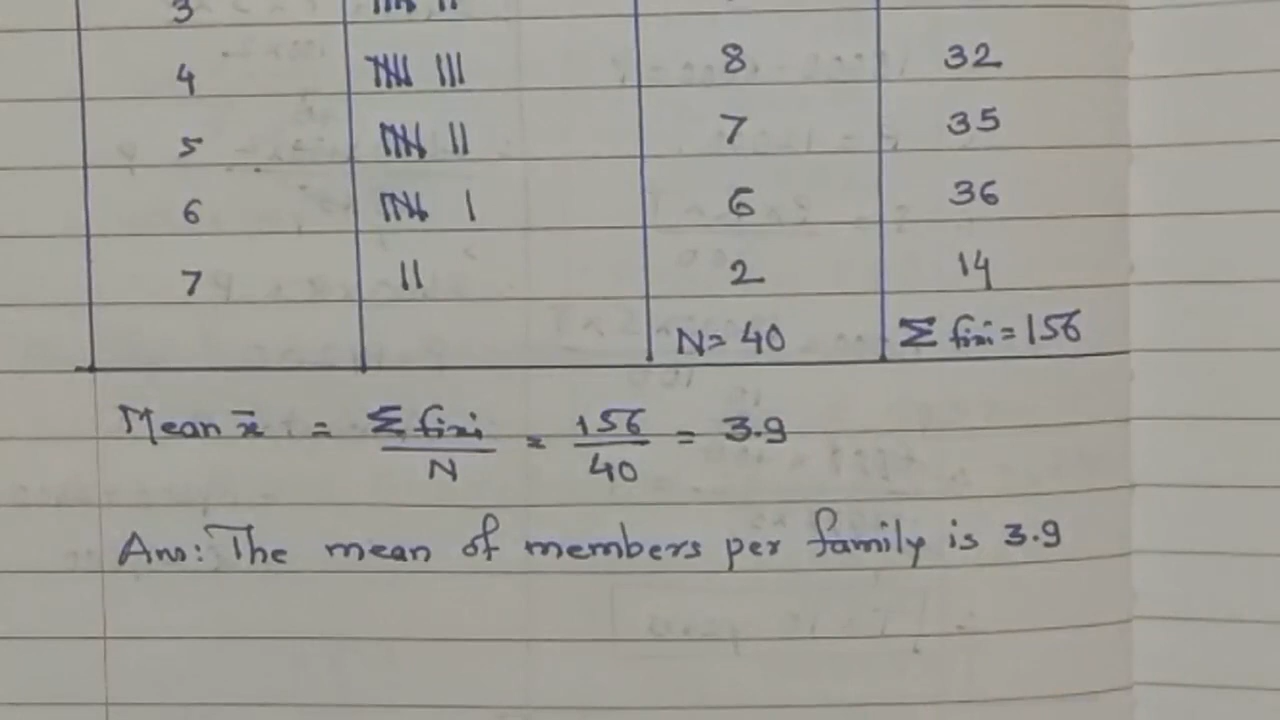 3 𝍸 ||
4 𝍸 ||| 8 32
5 𝍸 || 7 35
6 𝍸 | 6 36
7 || 2 14
N = 40 Σ fixi = 156
Mean x̄ = Σ fixi / N = 156 / 40 = 3.9
Ans: The mean of members per family is 3.9